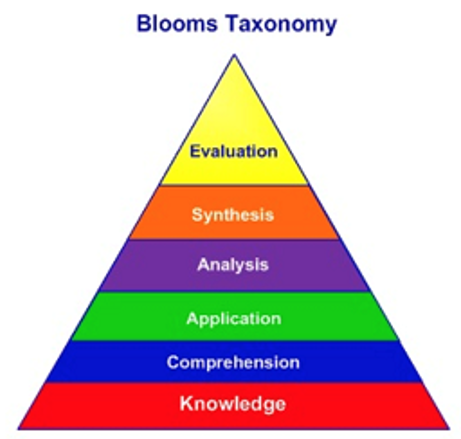 Blooms Taxonomy
Evaluation
Synthesis
Analysis
Application
Comprehension
Knowledge